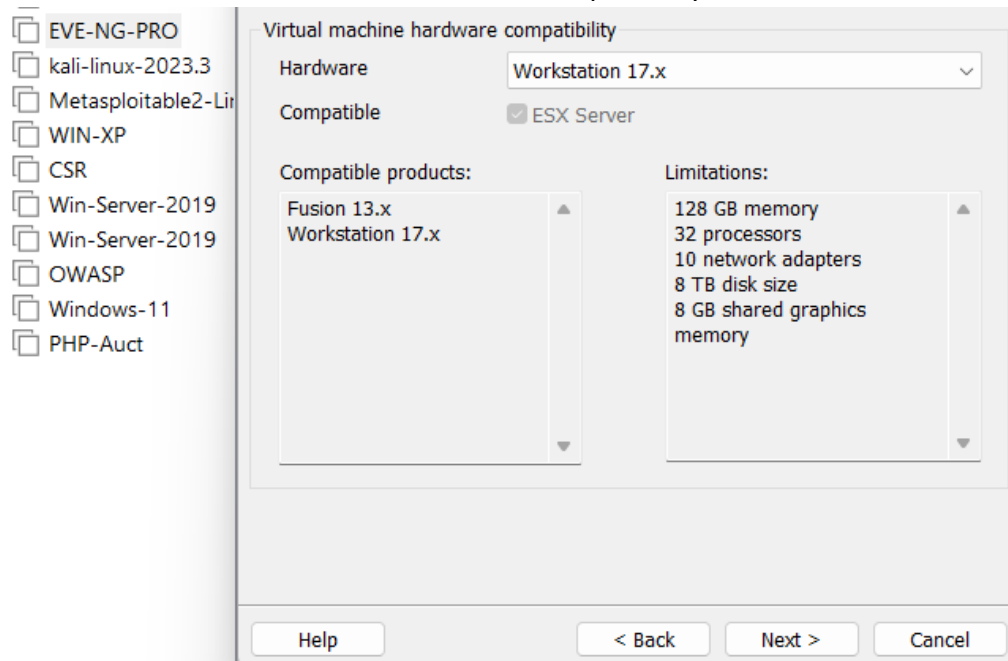 EVE-NG-PRO
kali-linux-2023.3
Metasploitable2-Lir
WIN-XP
CSR
Win-Server-2019
Win-Server-2019
OWASP
Windows-11
PHP-Auct
Virtual machine hardware compatibility
Hardware
Workstation 17.x
Compatible
ESX Server
Compatible products:
Fusion 13.x
Workstation 17.x
Limitations:
128 GB memory
32 processors
10 network adapters
8 TB disk size
8 GB shared graphics
memory
Help
< Back
Next >
Cancel